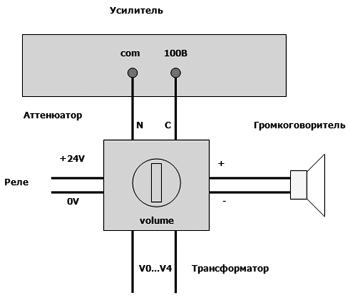 Усилитель
com 100В
Аттенюатор
N C
Громкоговоритель
+24V
+
Реле
0V
-
volume
V0...V4 Трансформатор